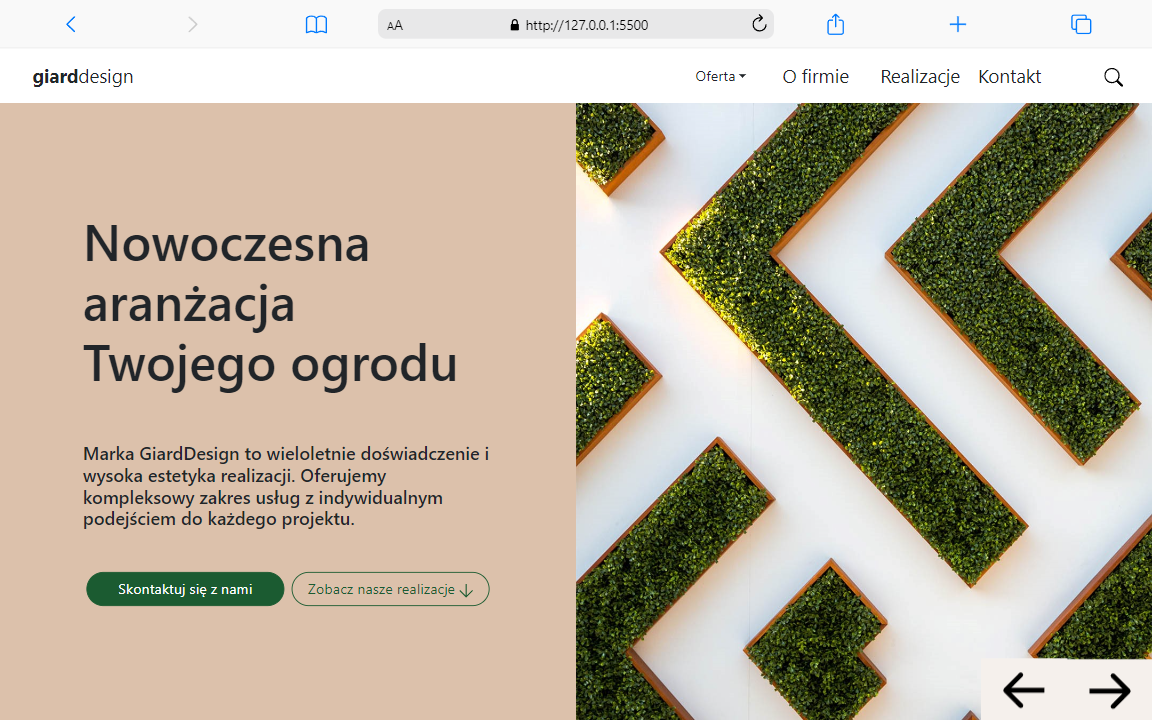 AA http://127.0.0.1:5500
giarddesign Oferta O firmie Realizacje Kontakt
Nowoczesna
aranżacja
Twojego ogrodu
Marka GiardDesign to wieloletnie doświadczenie i
wysoka estetyka realizacji. Oferujemy
kompleksowy zakres usług z indywidualnym
podejściem do każdego projektu.
Skontaktuj się z nami Zobacz nasze realizacje